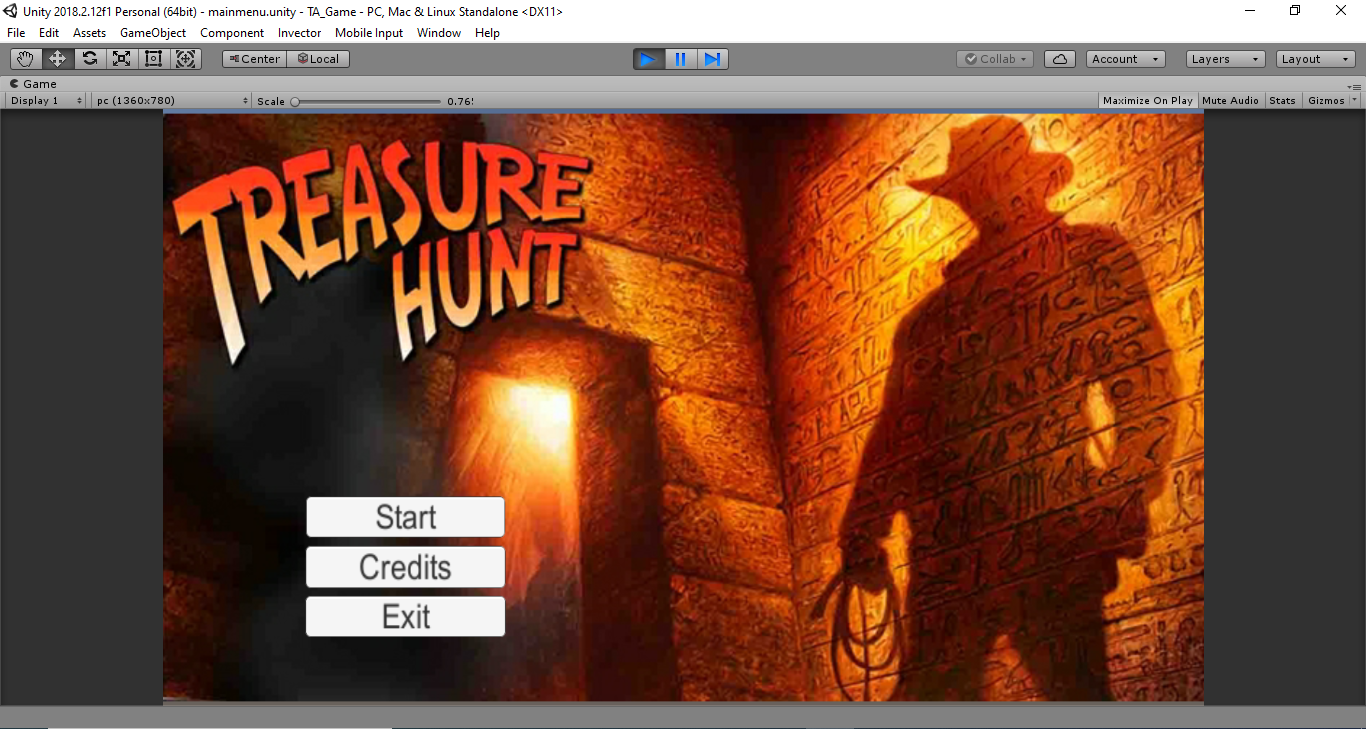 Unity 2018.2.12f1 Personal (64bit) - mainmenu.unity - TA_Game - PC, Mac & Linux Standalone <DX11>
File Edit Assets GameObject Component Invector Mobile Input Window Help
Center Local Collab Account Layers Layout
Game
Display 1 pc (1360x780) Scale Maximize On Play Mute Audio Stats Gizmos
TREASURE
HUNT
Start
Credits
Exit